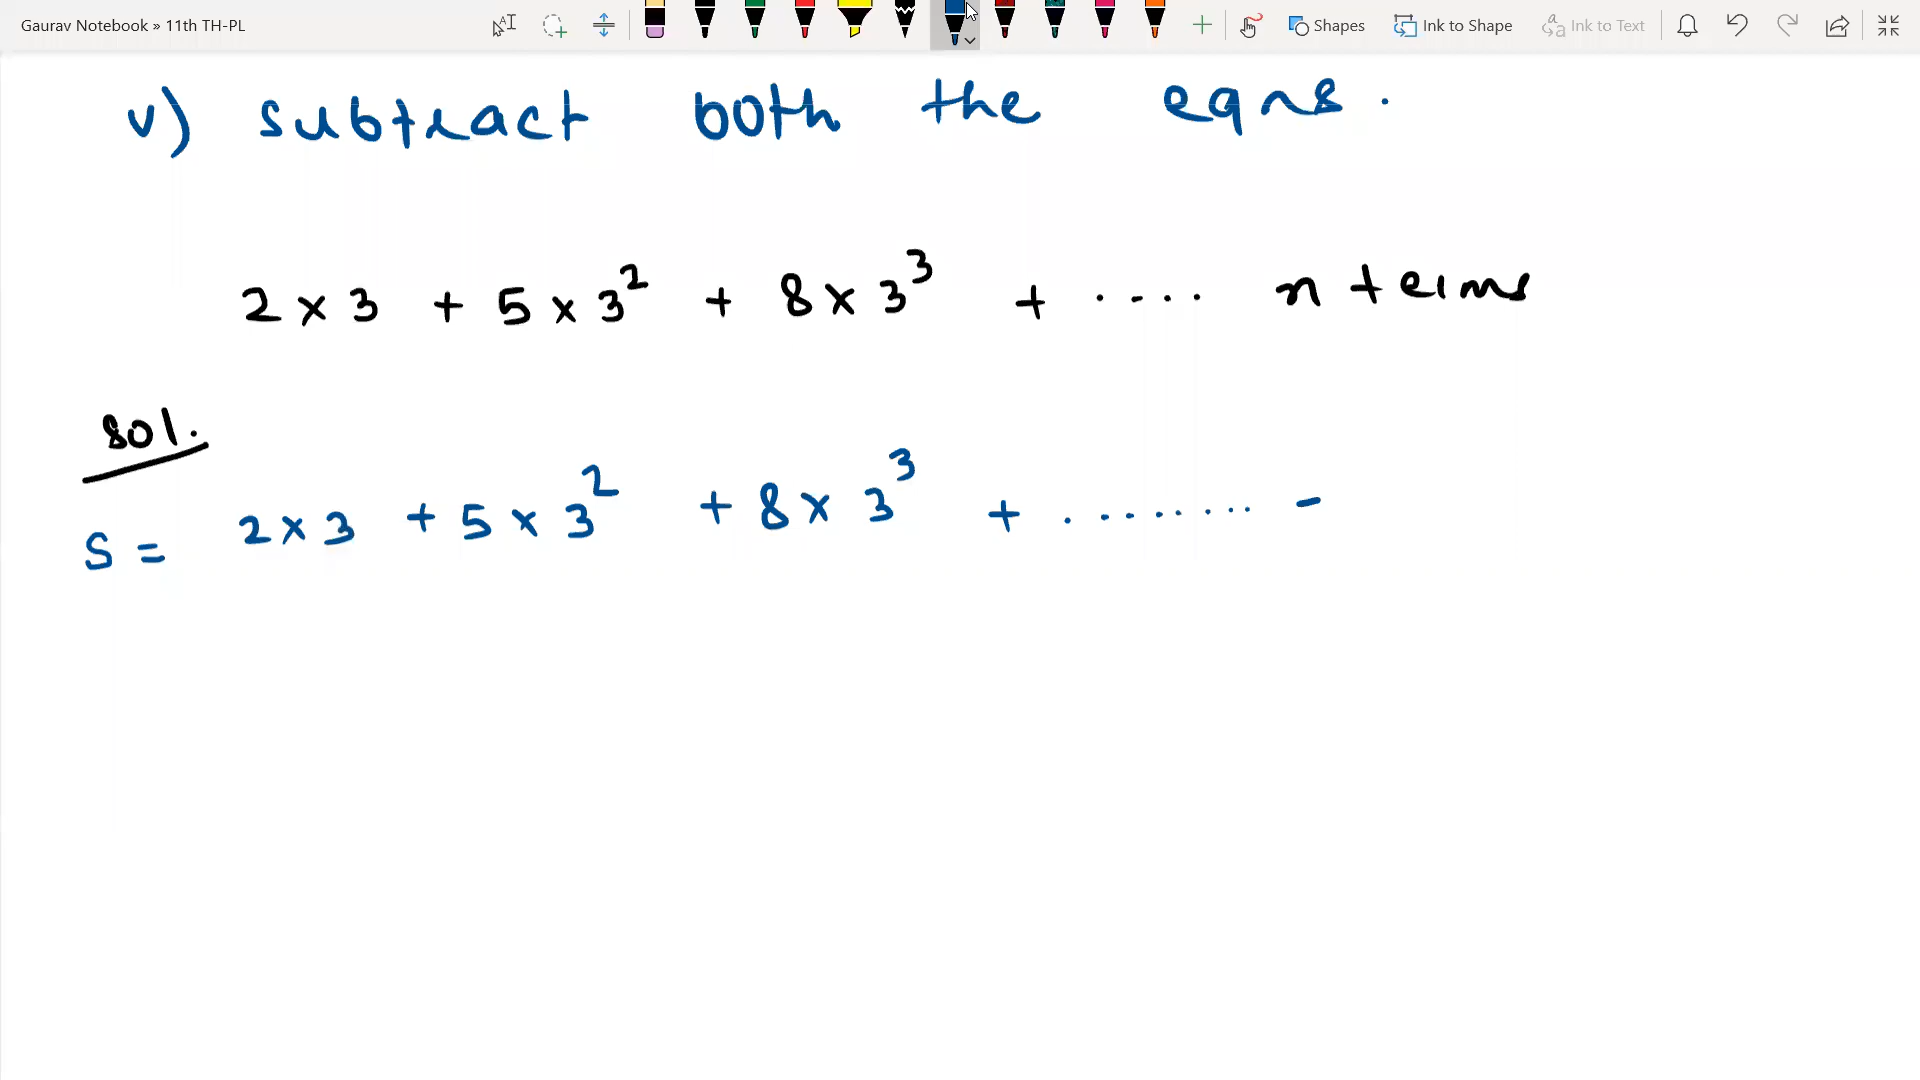 Gaurav Notebook » 11th TH-PL Shapes Ink to Shape Ink to Text
v) subtract both the eqns.
2 × 3 + 5 × 3² + 8 × 3³ + .... n terms
Sol.
S = 2 × 3 + 5 × 3² + 8 × 3³ + ........ -